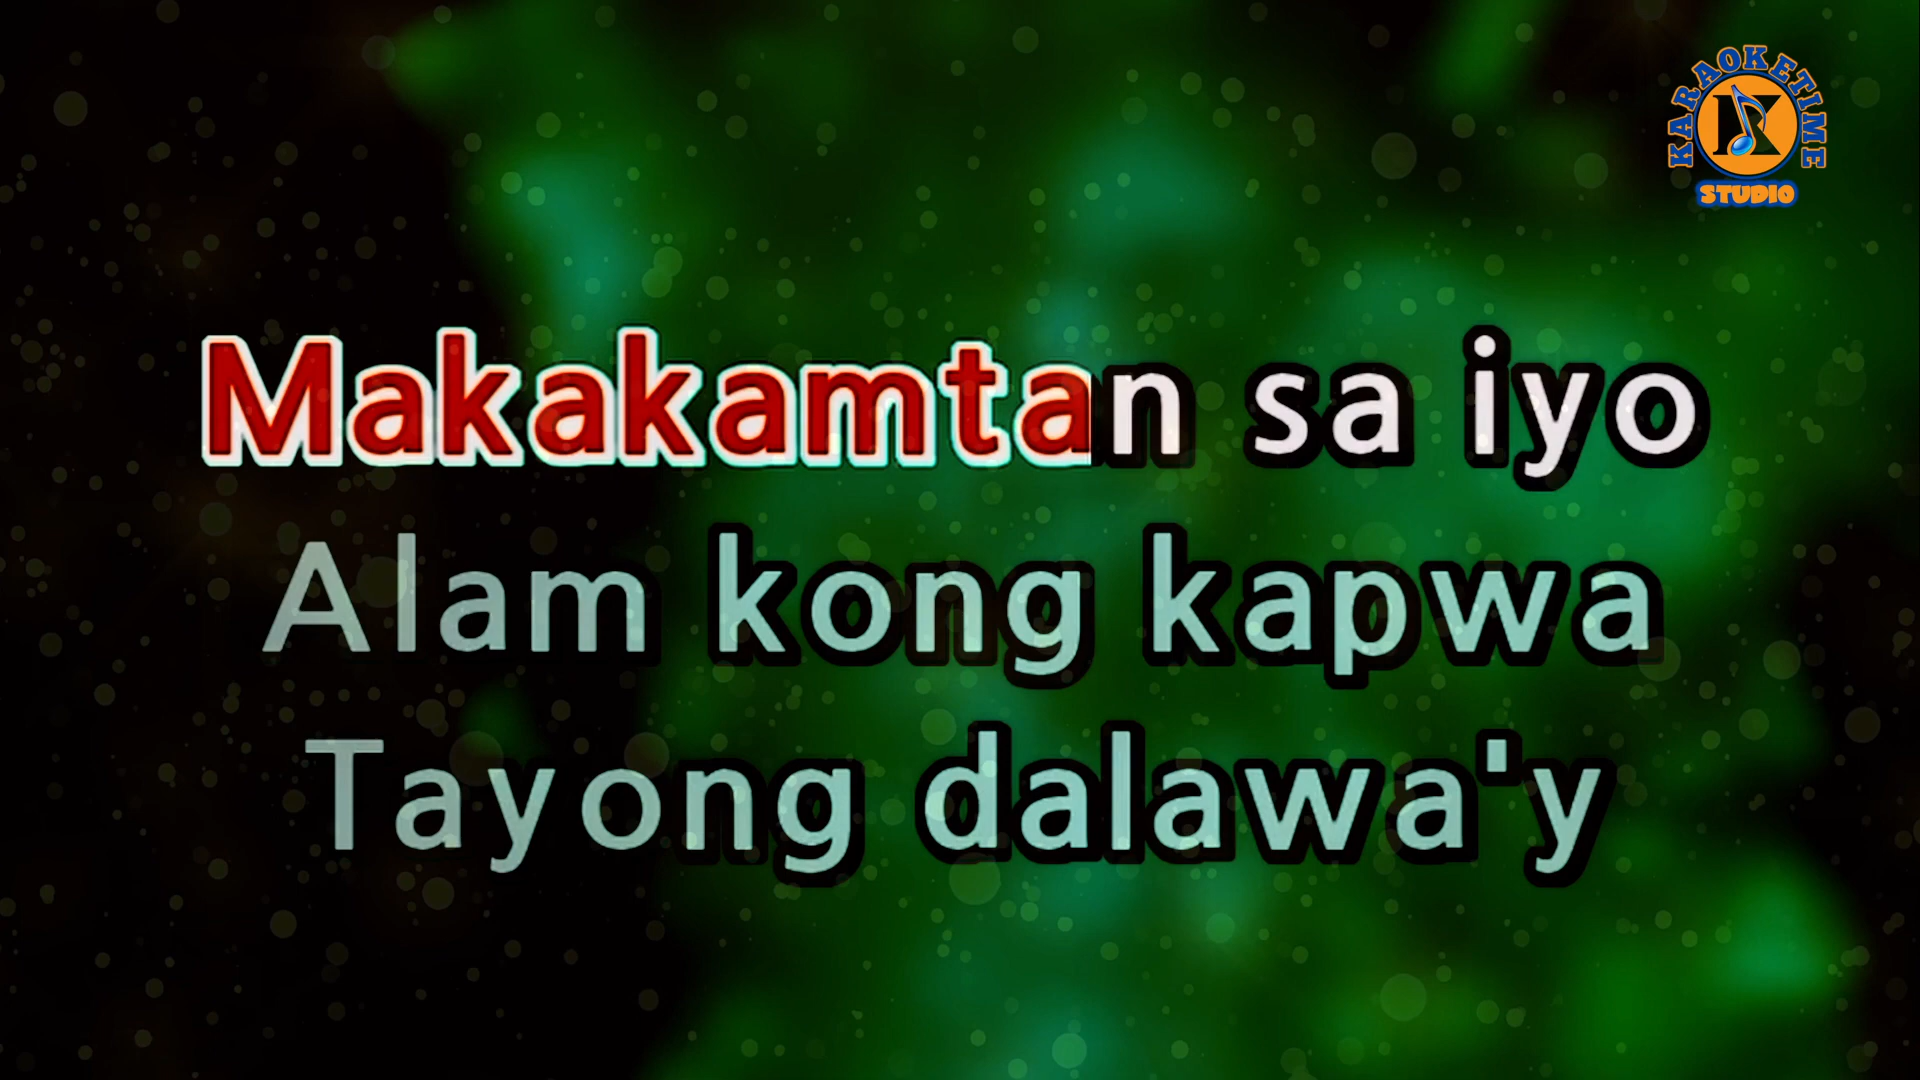 KARAOKETIME
STUDIO
Makakamtan sa iyo
Alam kong kapwa
Tayong dalawa'y